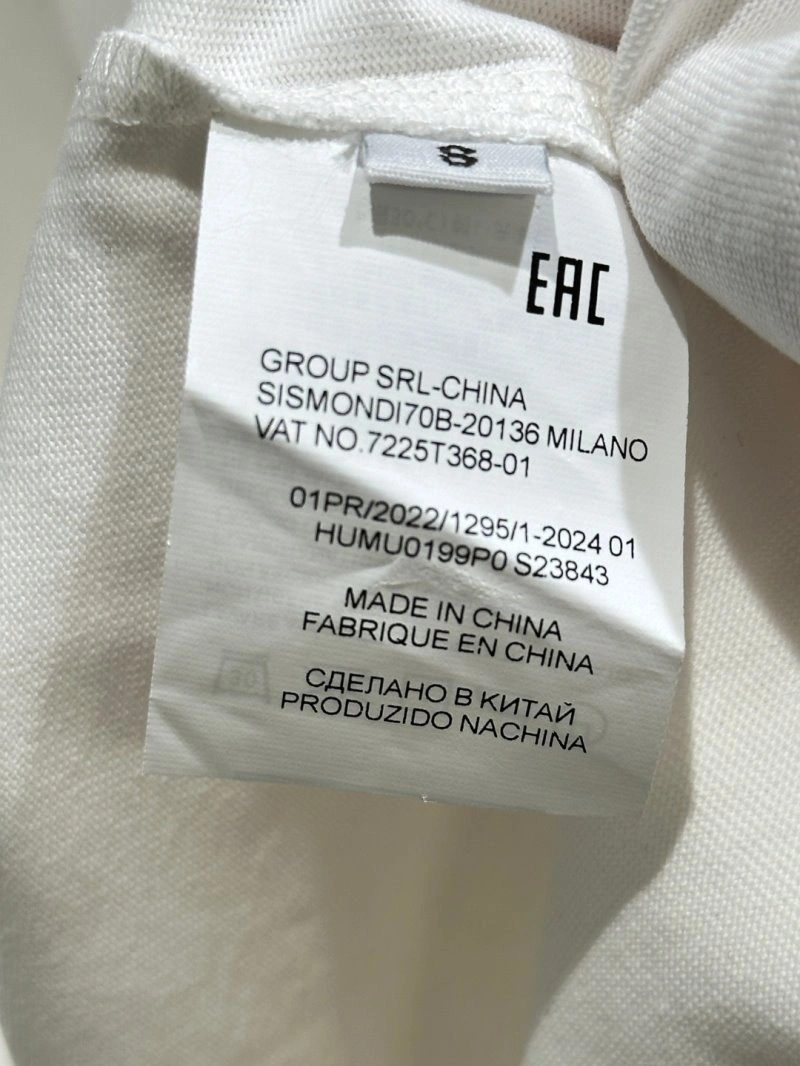 S
EAC
GROUP SRL-CHINA
SISMONDI70B-20136 MILANO
VAT NO.7225T368-01
01PR/2022/1295/1-2024 01
HUMU0199P0 S23843
MADE IN CHINA
FABRIQUE EN CHINA
СДЕЛАНО В КИТАЙ
PRODUZIDO NACHINA